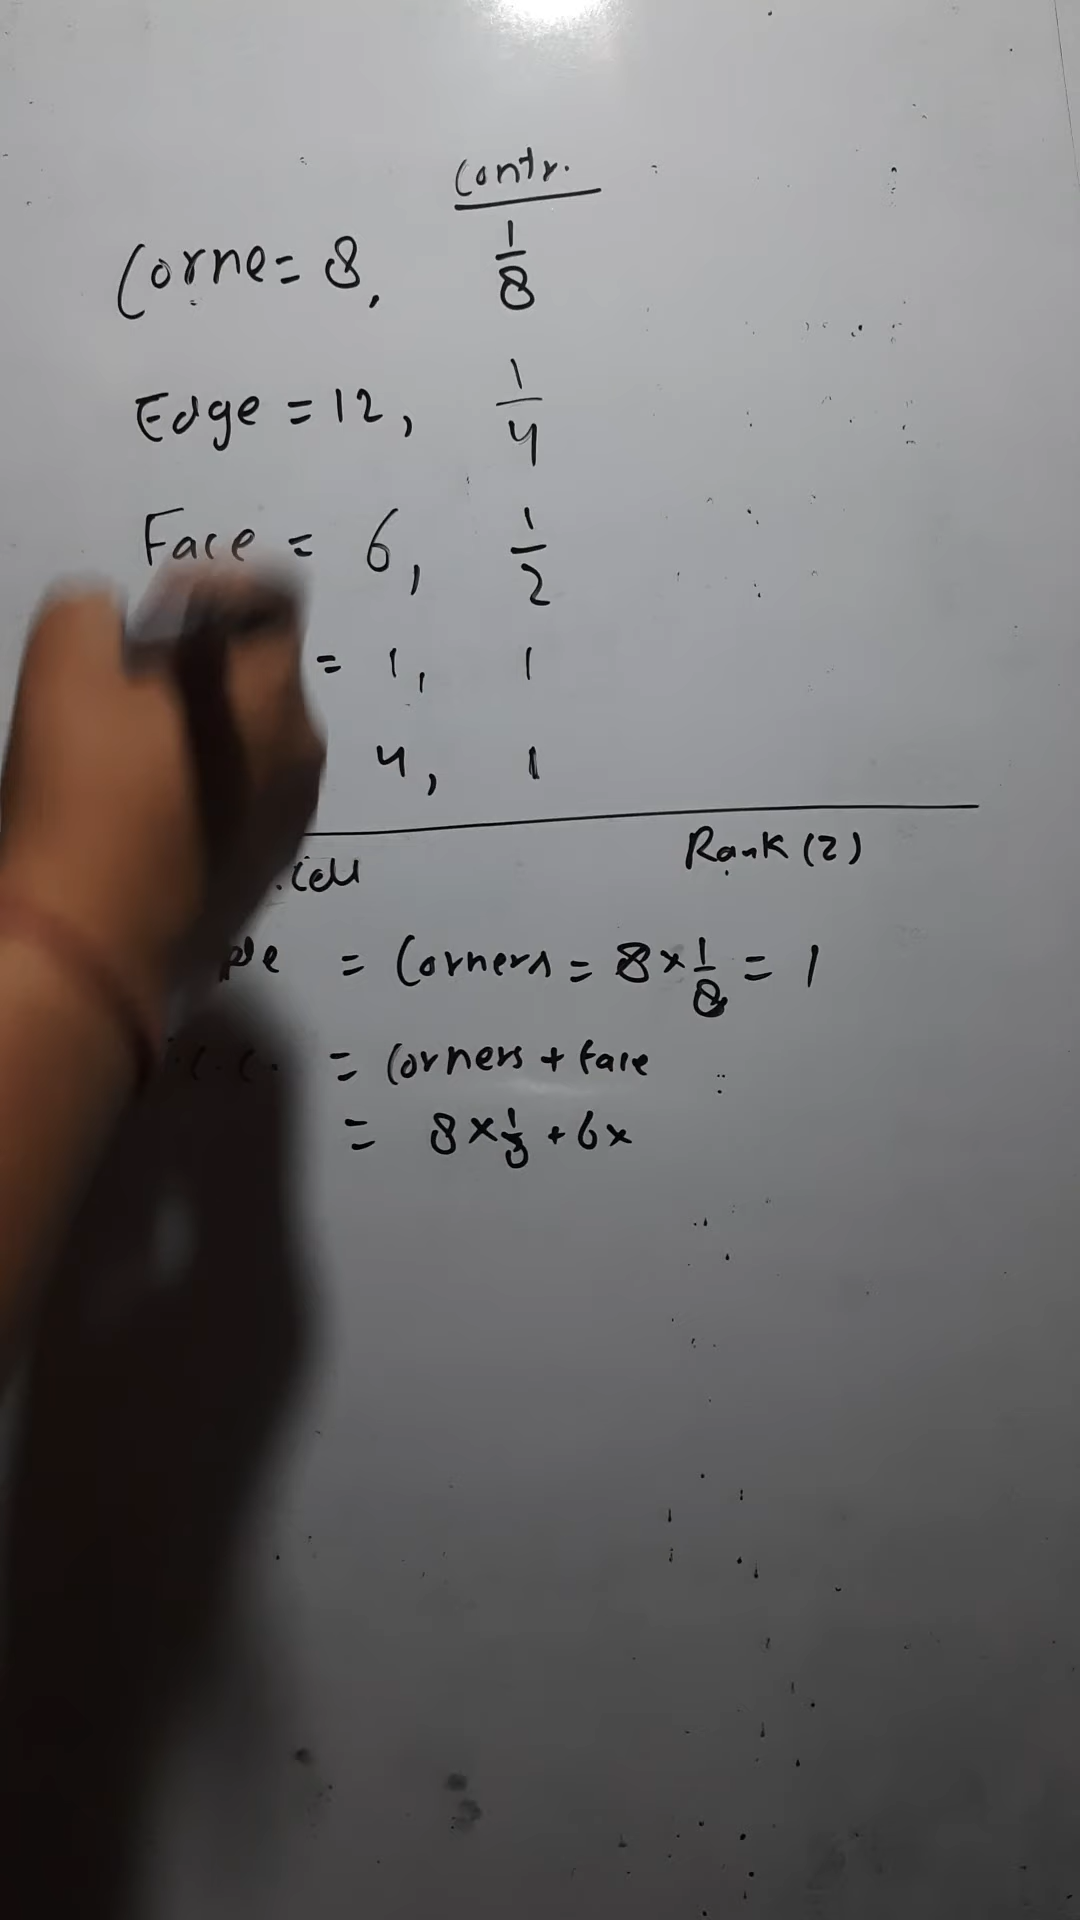 Contr.
Corne = 8, 1/8
Edge = 12, 1/4
Face = 6, 1/2
= 1, 1
4, 1
Rank (Z)
.cell
ple = Corners = 8 × 1/8 = 1
.C.C. = Corners + face
= 8 × 1/8 + 6 ×